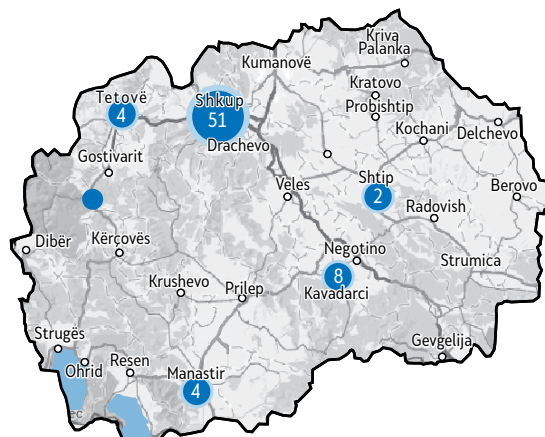 Kriva
Palanka
Kumanovë
Kratovo
Tetovë
4
Shkup
51
Probishtip
Kochani
Delchevo
Drachevo
Gostivarit
Shtip
2
Veles
Berovo
Radovish
Dibër
Kërçovës
Negotino
Strumica
8
Kavadarci
Krushevo
Prilep
Strugës
Gevgelija
Ohrid
Resen
Manastir
4